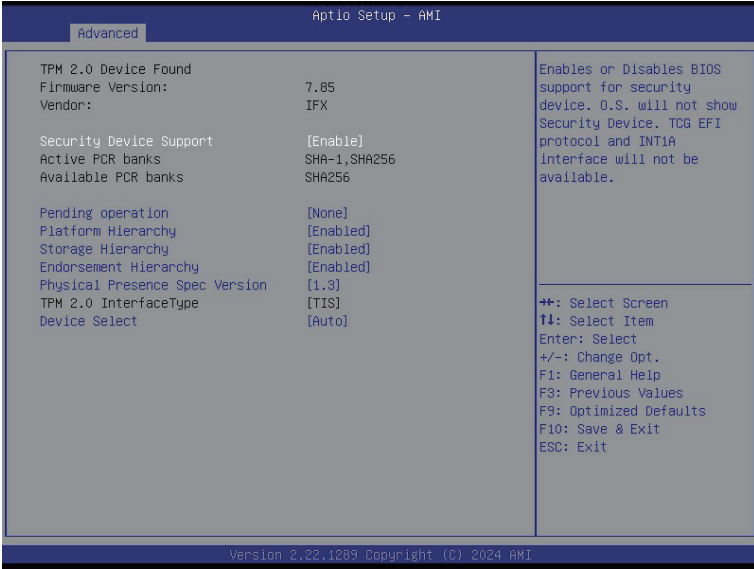 Aptio Setup - AMI
Advanced
TPM 2.0 Device Found
Firmware Version: 7.85
Vendor: IFX
Security Device Support [Enable]
Active PCR banks SHA-1,SHA256
Available PCR banks SHA256
Pending operation [None]
Platform Hierarchy [Enabled]
Storage Hierarchy [Enabled]
Endorsement Hierarchy [Enabled]
Physical Presence Spec Version [1.3]
TPM 2.0 InterfaceType [TIS]
Device Select [Auto]
Enables or Disables BIOS
support for security
device. O.S. will not show
Security Device. TCG EFI
protocol and INT1A
interface will not be
available.
→←: Select Screen
↑↓: Select Item
Enter: Select
+/-: Change Opt.
F1: General Help
F3: Previous Values
F9: Optimized Defaults
F10: Save & Exit
ESC: Exit
Version 2.22.1289 Copyright (C) 2024 AMI